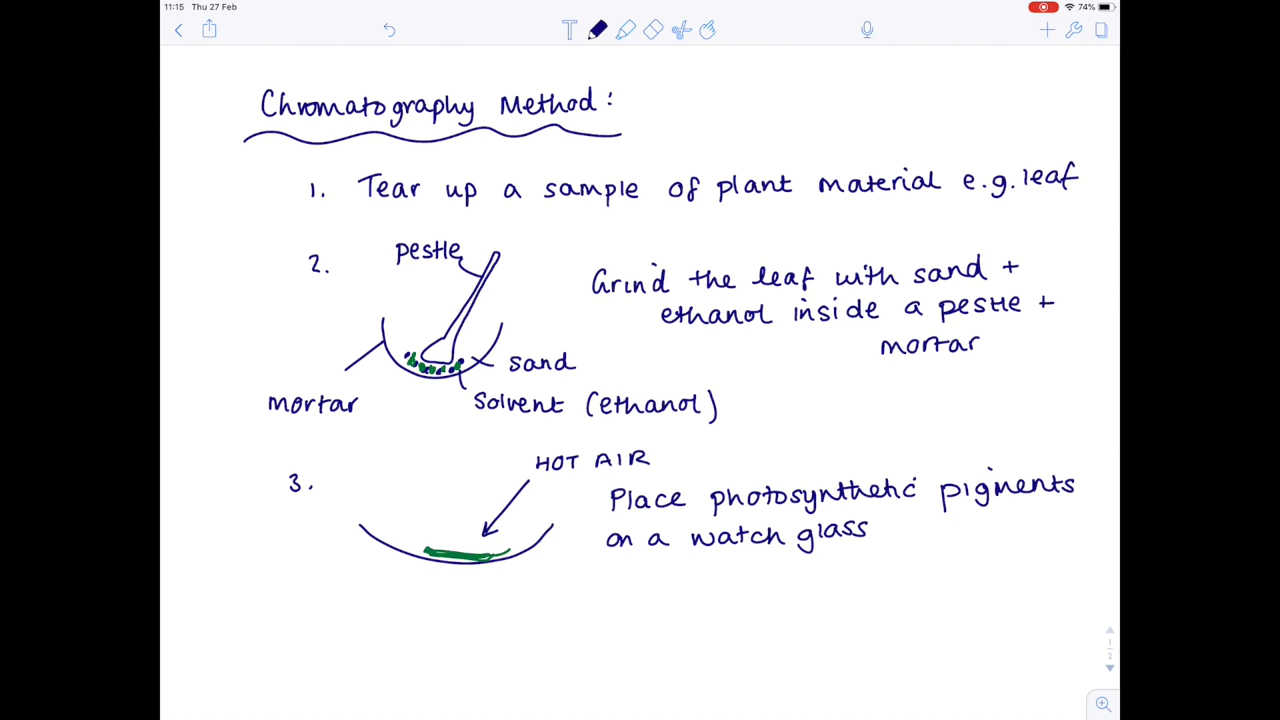 11:15 Thu 27 Feb
74%
T
Chromatography Method:
1. Tear up a sample of plant material e.g. leaf
2.
pestle
Grind the leaf with sand +
ethanol inside a pestle +
mortar
sand
mortar
solvent (ethanol)
3.
HOT AIR
Place photosynthetic pigments
on a watch glass
1
2